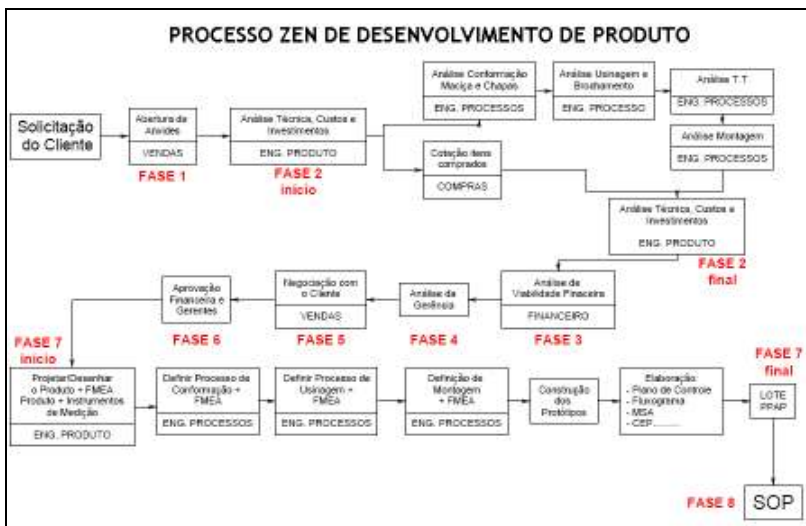 PROCESSO ZEN DE DESENVOLVIMENTO DE PRODUTO
Solicitação
do Cliente
Abertura de
VENDAS
FASE 1
Análise Técnica, Custos e
Investimentos
ENG. PRODUTO
FASE 2
início
Análise Conformação
Maciça e Chapas
ENG. PROCESSOS
Análise Usinagem e
Brochamento
ENG. PROCESSO
Análise T.T
ENG. PROCESSOS
Análise Montagem
ENG. PROCESSOS
Cotação itens
comprados
COMPRAS
Análise Técnica, Custos e
Investimentos
ENG. PRODUTO
FASE 2
final
Análise de
Viabilidade Finaceira
FINANCEIRO
FASE 3
Análise da
Gerência
FASE 4
Negociação com
o Cliente
VENDAS
FASE 5
Aprovação
Financeira e
Gerentes
FASE 6
FASE 7
início
Projetar/Desenhar
o Produto + FMEA
Produto + Instrumentos
de Medição
ENG. PRODUTO
Definir Processo de
Conformação +
FMEA
ENG. PROCESSOS
Definir Processo de
Usinagem + FMEA
ENG. PROCESSOS
Definição de
Montagem
+ FMEA
ENG. PROCESSOS
Construção
dos
Protótipos
Elaboração:
- Plano de Controle
- Fluxograma
- MSA
- CEP.........
FASE 7
final
LOTE
PPAP
FASE 8
SOP